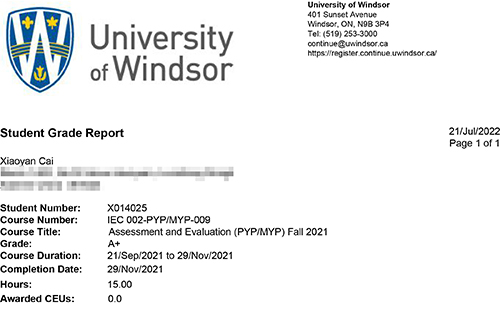 University
of Windsor
University of Windsor
401 Sunset Avenue
Windsor, ON, N9B 3P4
Tel: (519) 253-3000
continue@uwindsor.ca
https://register.continue.uwindsor.ca/
Student Grade Report
21/Jul/2022
Page 1 of 1
Xiaoyan Cai
Student Number: X014025
Course Number: IEC 002-PYP/MYP-009
Course Title: Assessment and Evaluation (PYP/MYP) Fall 2021
Grade: A+
Course Duration: 21/Sep/2021 to 29/Nov/2021
Completion Date: 29/Nov/2021
Hours: 15.00
Awarded CEUs: 0.0